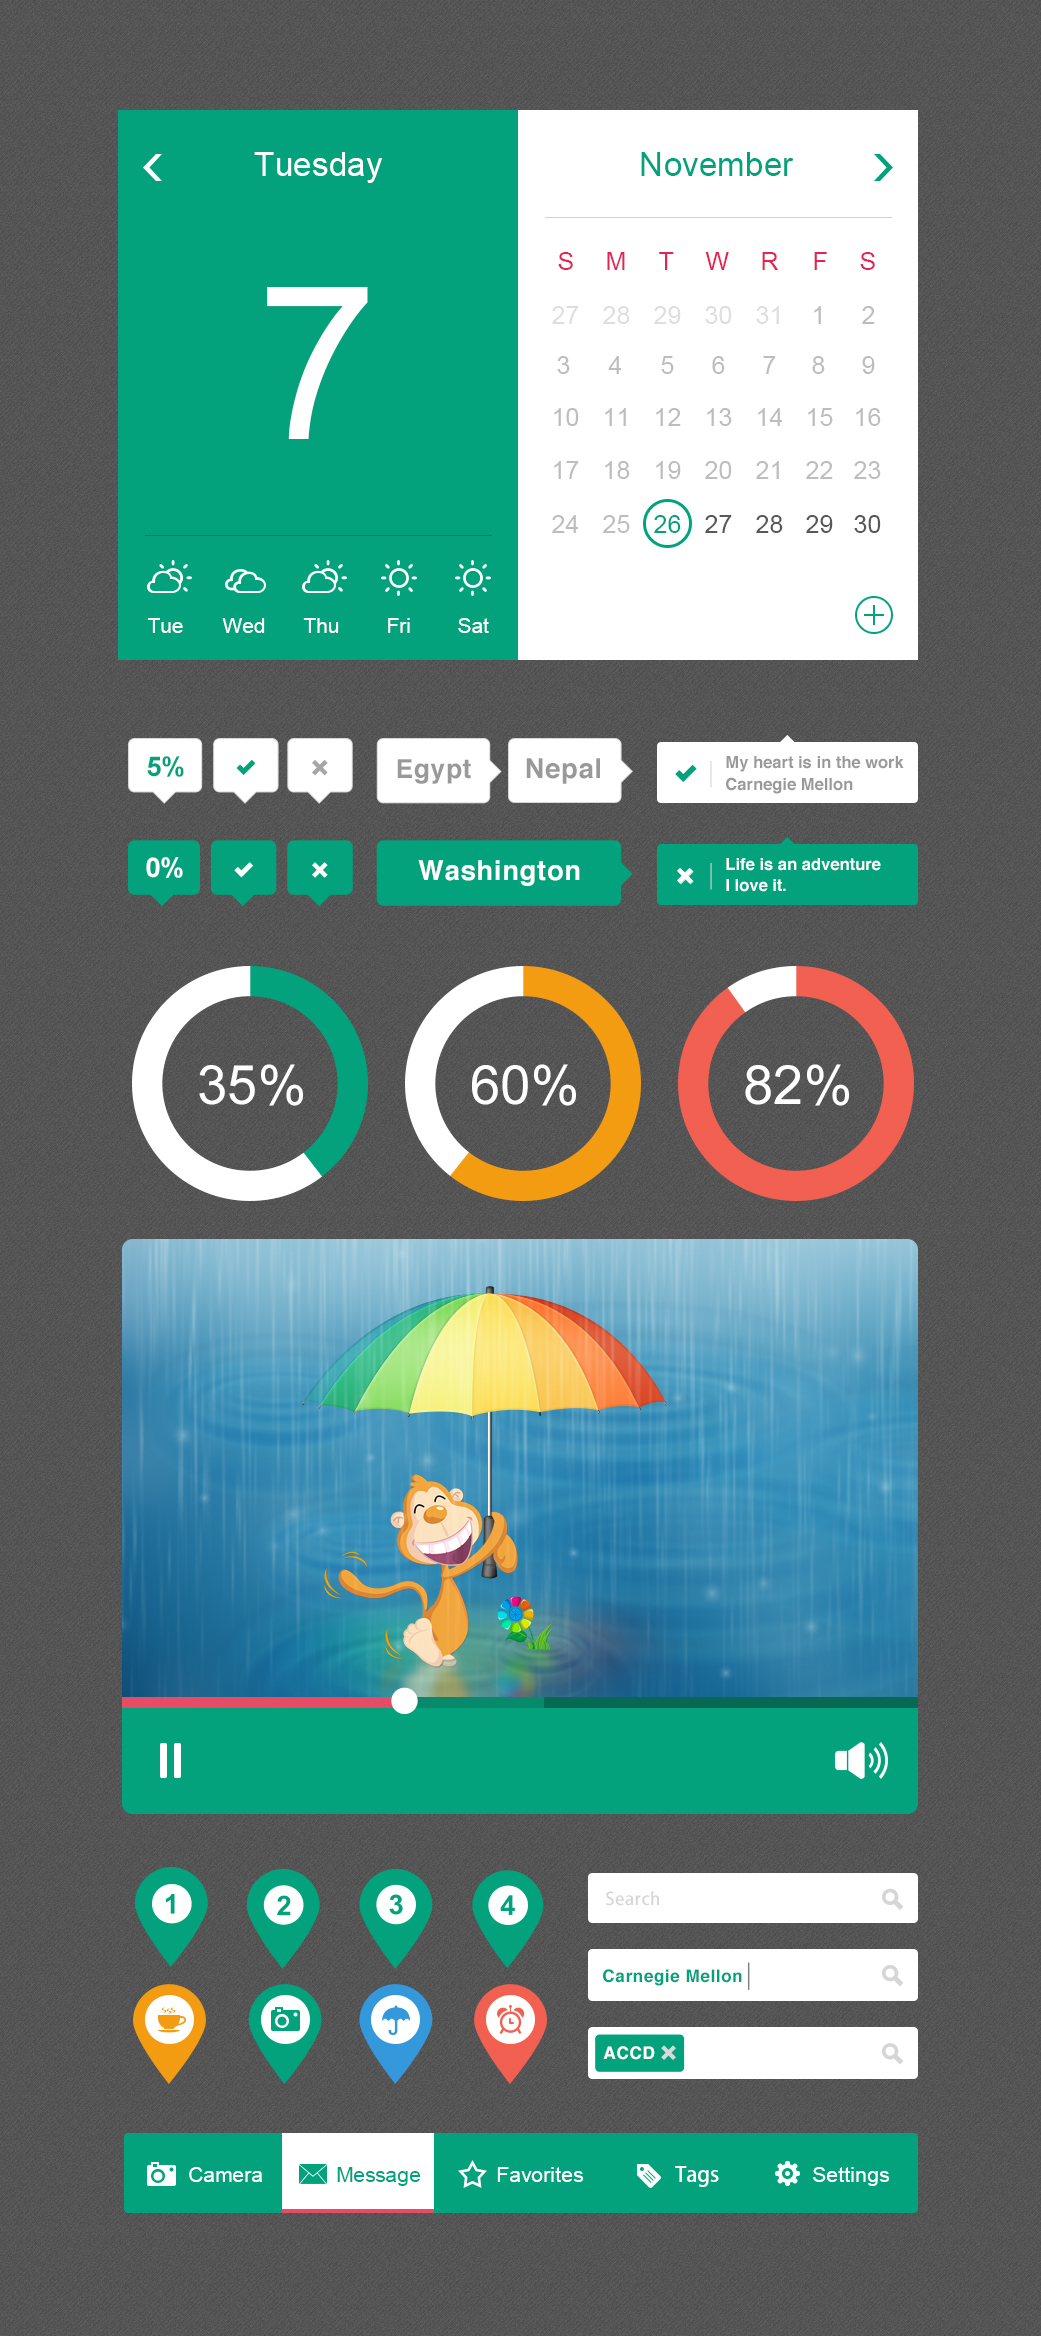 Tuesday
7
Tue Wed Thu Fri Sat
November
S M T W R F S
27 28 29 30 31 1 2
3 4 5 6 7 8 9
10 11 12 13 14 15 16
17 18 19 20 21 22 23
24 25 26 27 28 29 30
5%
Egypt
Nepal
My heart is in the work
Carnegie Mellon
0%
Washington
Life is an adventure
I love it.
35%
60%
82%
1
2
3
4
Search
Carnegie Mellon
ACCD
Camera
Message
Favorites
Tags
Settings